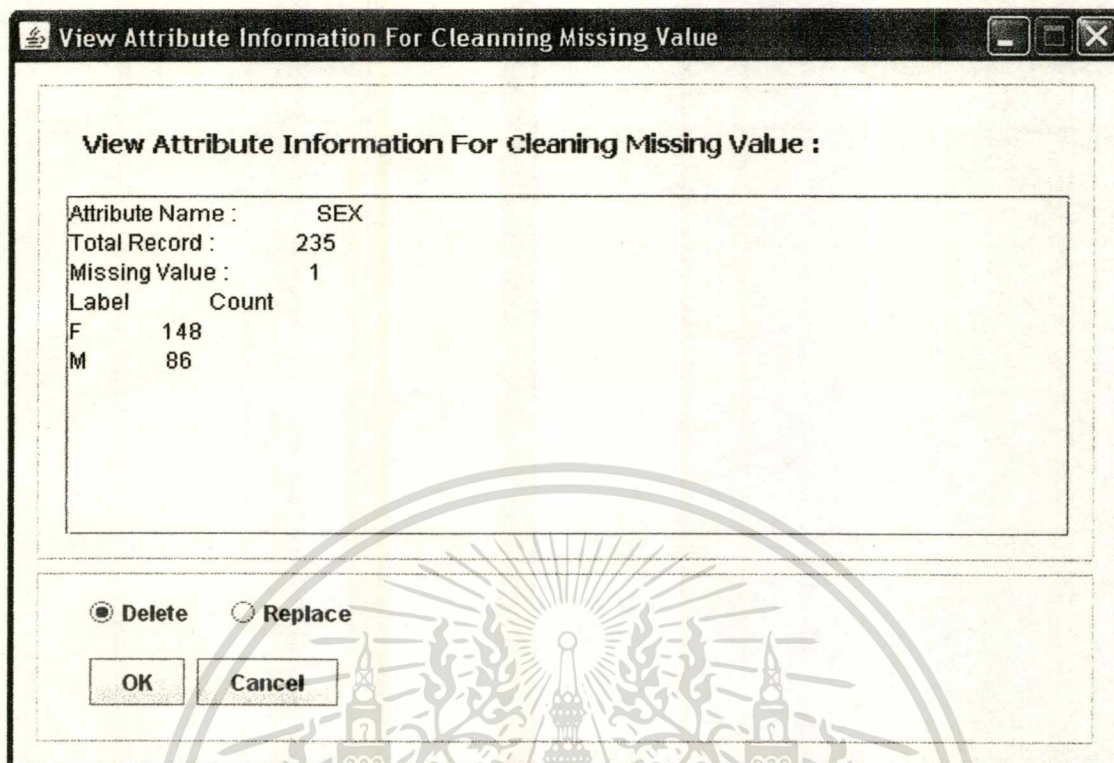 View Attribute Information For Cleanning Missing Value
View Attribute Information For Cleaning Missing Value :
Attribute Name : SEX
Total Record : 235
Missing Value : 1
Label Count
F 148
M 86
Delete Replace
OK Cancel